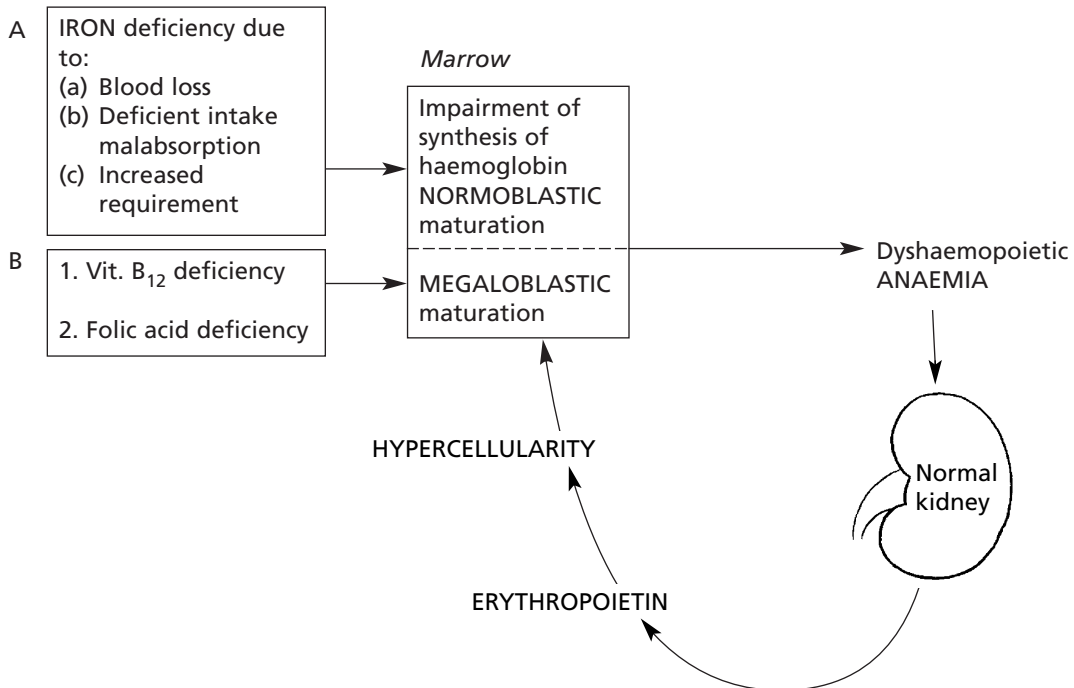 A
IRON deficiency due
to:
(a) Blood loss
(b) Deficient intake
malabsorption
(c) Increased
requirement
B
1. Vit. B12 deficiency
2. Folic acid deficiency
Marrow
Impairment of
synthesis of
haemoglobin
NORMOBLASTIC
maturation
MEGALOBLASTIC
maturation
Dyshaemopoietic
ANAEMIA
Normal
kidney
HYPERCELLULARITY
ERYTHROPOIETIN